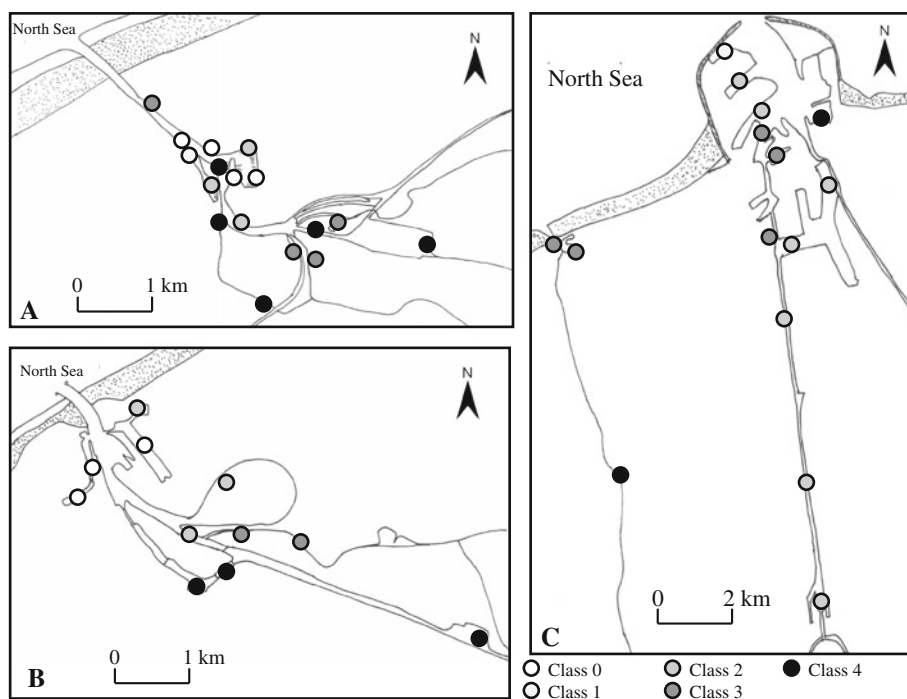 North Sea
N
0 1 km
A
North Sea
N
0 1 km
B
North Sea
N
0 2 km
C
Class 0 Class 2 Class 4
Class 1 Class 3